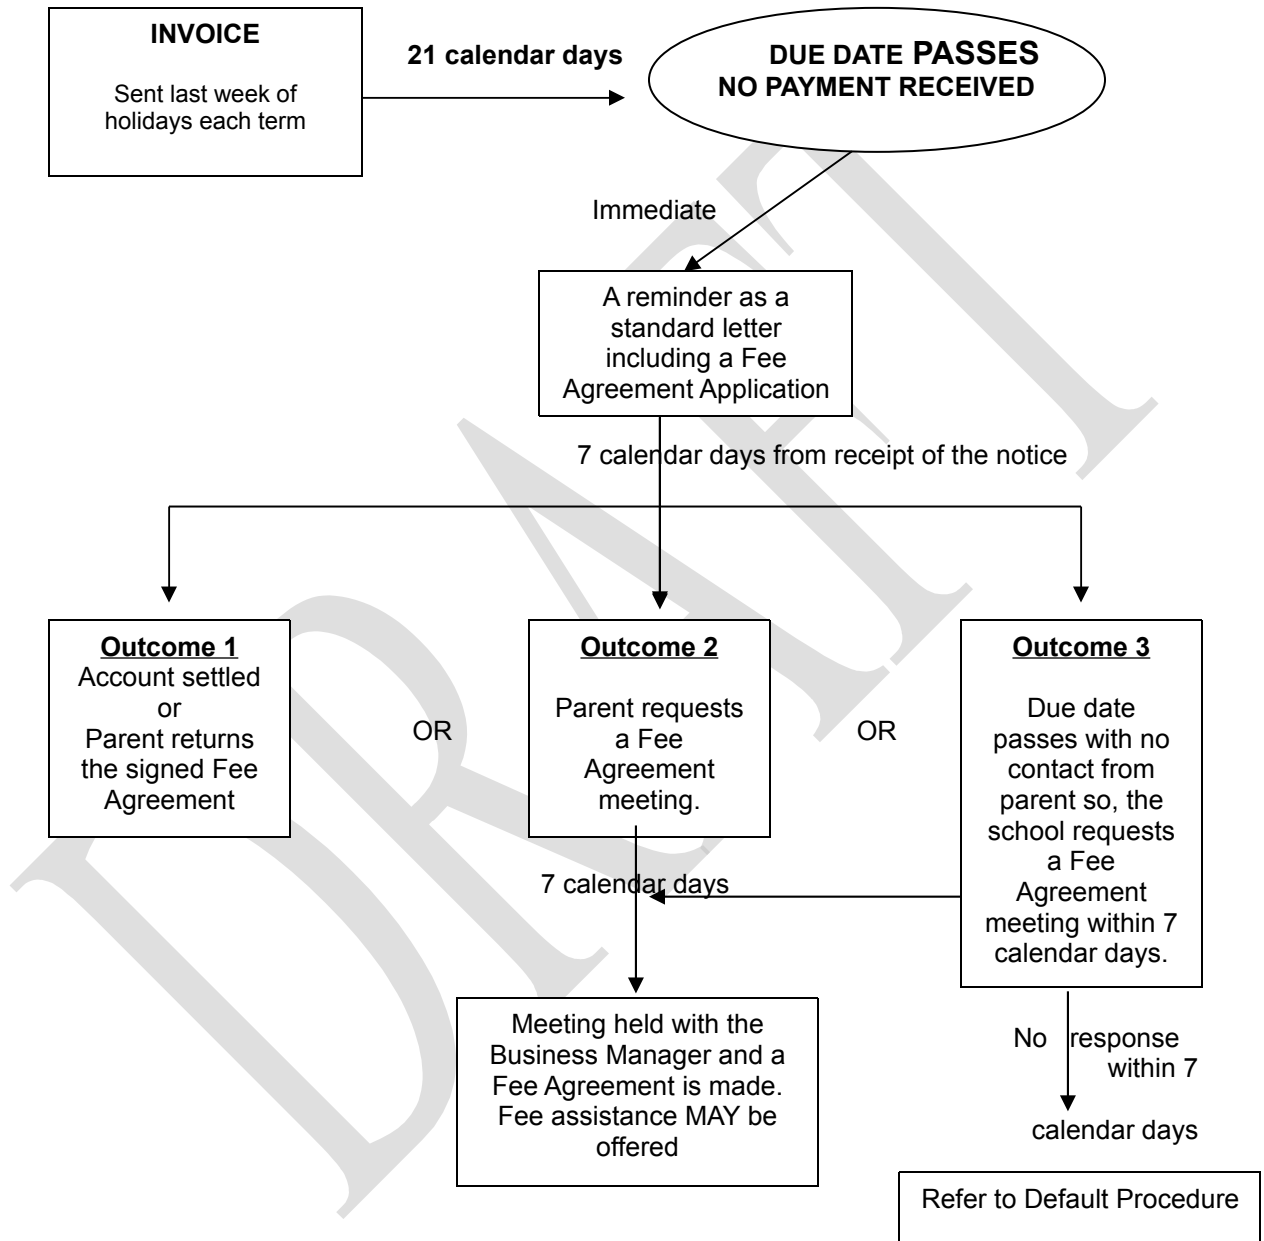 INVOICE
Sent last week of
holidays each term
21 calendar days
DUE DATE PASSES
NO PAYMENT RECEIVED
Immediate
A reminder as a
standard letter
including a Fee
Agreement Application
7 calendar days from receipt of the notice
Outcome 1
Account settled
or
Parent returns
the signed Fee
Agreement
OR
Outcome 2
Parent requests
a Fee
Agreement
meeting.
OR
Outcome 3
Due date
passes with no
contact from
parent so, the
school requests
a Fee
Agreement
meeting within 7
calendar days.
7 calendar days
Meeting held with the
Business Manager and a
Fee Agreement is made.
Fee assistance MAY be
offered
No response
within 7
calendar days
Refer to Default Procedure
DRAFT